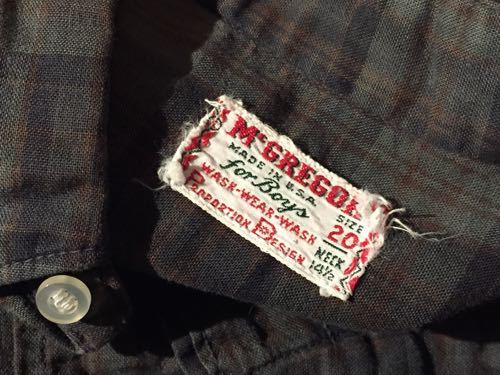 McGREGOR
MADE IN U.S.A.
for Boys
WASH-WEAR-WASH
PROPORTION DESIGN
SIZE
20
NECK
14½